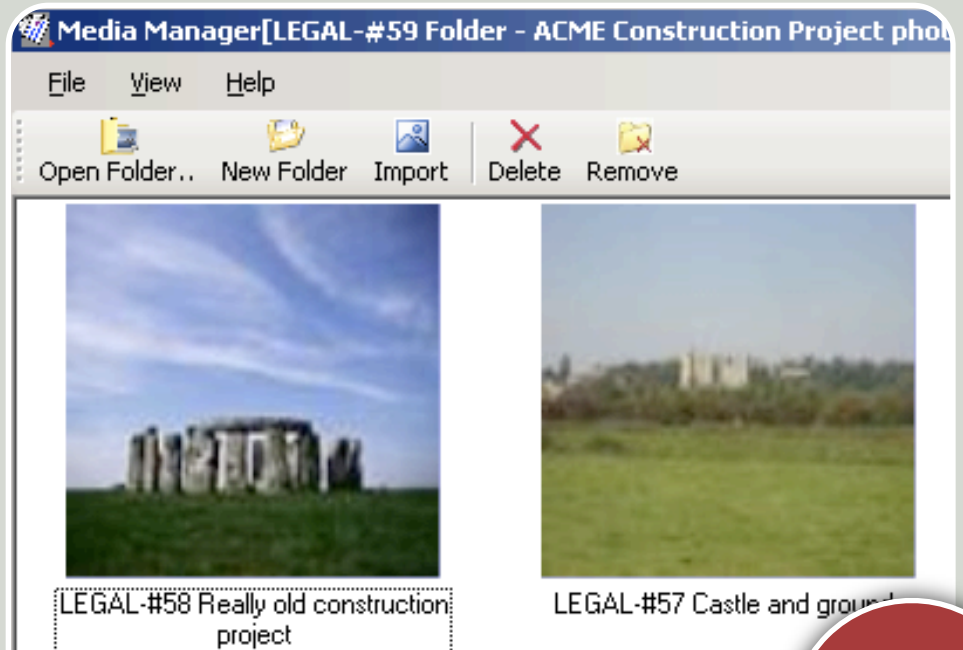 Media Manager[LEGAL-#59 Folder - ACME Construction Project
File View Help
Open Folder.. New Folder Import Delete Remove
LEGAL-#58 Really old construction
project
LEGAL-#57 Castle and